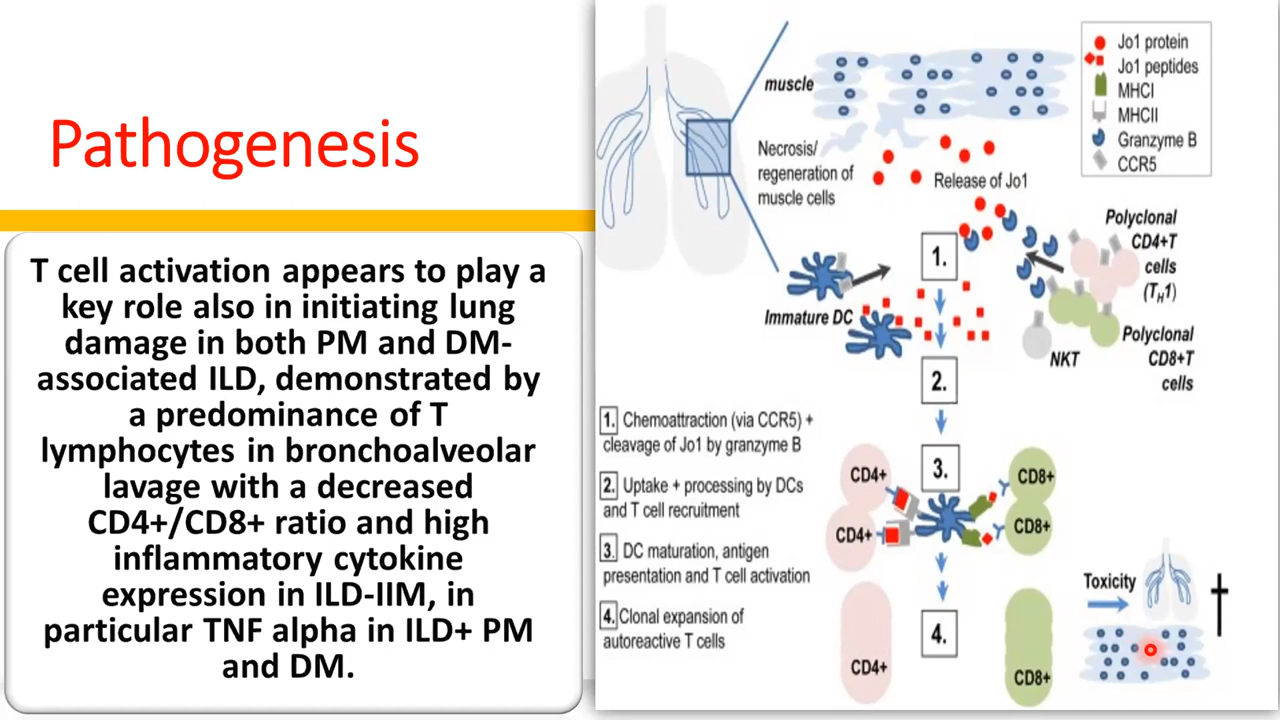 Pathogenesis
T cell activation appears to play a
key role also in initiating lung
damage in both PM and DM-
associated ILD, demonstrated by
a predominance of T
lymphocytes in bronchoalveolar
lavage with a decreased
CD4+/CD8+ ratio and high
inflammatory cytokine
expression in ILD-IIM, in
particular TNF alpha in ILD+ PM
and DM.
muscle
Necrosis/
regeneration of
muscle cells
Release of Jo1
Jo1 protein
Jo1 peptides
MHCI
MHCII
Granzyme B
CCR5
Polyclonal
CD4+T
cells
(TH1)
1.
Immature DC
NKT
Polyclonal
CD8+T
cells
2.
1. Chemoattraction (via CCR5) +
cleavage of Jo1 by granzyme B
2. Uptake + processing by DCs
and T cell recruitment
3. DC maturation, antigen
presentation and T cell activation
4. Clonal expansion of
autoreactive T cells
3.
CD4+
CD4+
CD8+
CD8+
4.
CD4+
CD8+
Toxicity